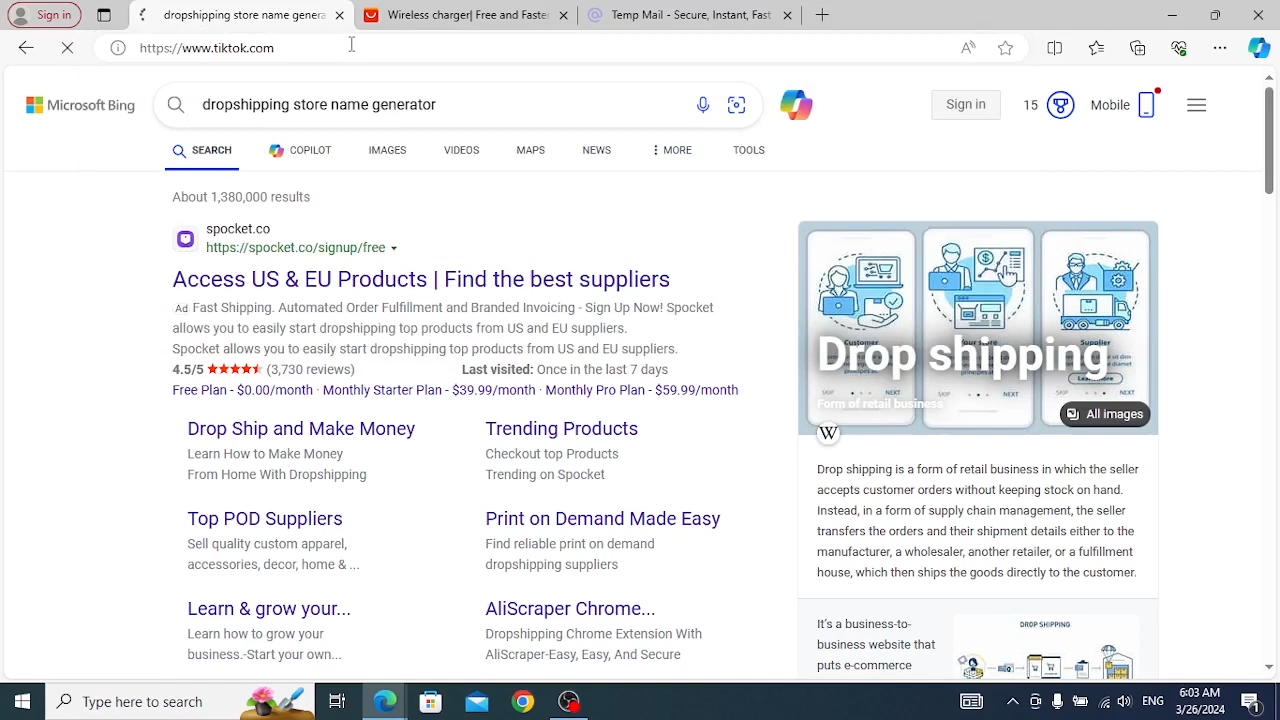 Sign in
dropshipping store name genera
Wireless charger| Free and Faster
Temp Mail - Secure, Instant, Fast
https://www.tiktok.com
Microsoft Bing
dropshipping store name generator
Sign in
15
Mobile
SEARCH
COPILOT
IMAGES
VIDEOS
MAPS
NEWS
MORE
TOOLS
About 1,380,000 results
spocket.co
https://spocket.co/signup/free
Access US & EU Products | Find the best suppliers
Ad Fast Shipping. Automated Order Fulfillment and Branded Invoicing - Sign Up Now! Spocket
allows you to easily start dropshipping top products from US and EU suppliers.
Spocket allows you to easily start dropshipping top products from US and EU suppliers.
4.5/5 ★★★★★ (3,730 reviews) Last visited: Once in the last 7 days
Free Plan - $0.00/month · Monthly Starter Plan - $39.99/month · Monthly Pro Plan - $59.99/month
Drop Ship and Make Money
Learn How to Make Money
From Home With Dropshipping
Trending Products
Checkout top Products
Trending on Spocket
Top POD Suppliers
Sell quality custom apparel,
accessories, decor, home & ...
Print on Demand Made Easy
Find reliable print on demand
dropshipping suppliers
Learn & grow your...
Learn how to grow your
business.-Start your own...
AliScraper Chrome...
Dropshipping Chrome Extension With
AliScraper-Easy, Easy, And Secure
Customer
Supplier
NEXT
NEXT
NEXT
Drop shipping
Form of retail business
All images
W
Drop shipping is a form of retail business in which the seller
accepts customer orders without keeping stock on hand.
Instead, in a form of supply chain management, the seller
transfers the orders and their shipment details either to the
manufacturer, a wholesaler, another retailer, or a fulfillment
house, which then ships the goods directly to the customer.
It's a business-to-
business website that
puts e-commerce
DROP SHIPPING
Type here to search
ENG
6:03 AM
3/26/2024
1